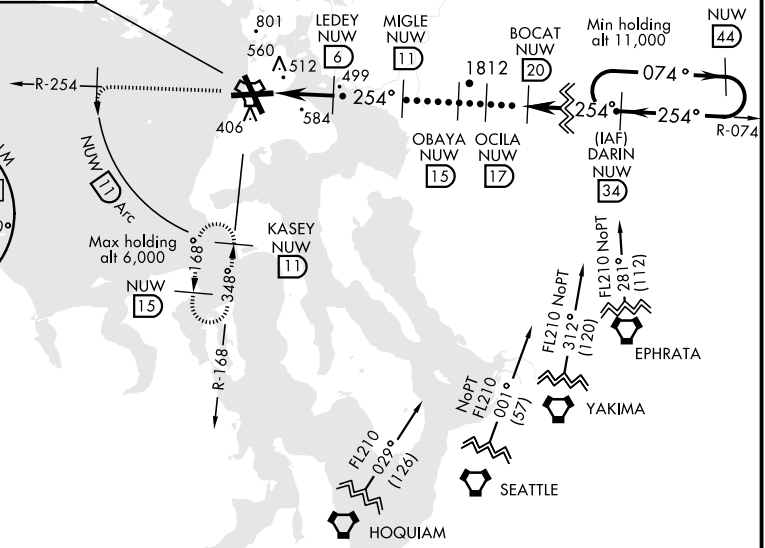 801
560
512
499
584
406
LEDEY
NUW
6
MIGLE
NUW
11
1812
BOCAT
NUW
20
Min holding
alt 11,000
NUW
44
074°
254°
R-074
254°
254°
(IAF)
DARIN
NUW
34
OBAYA
NUW
15
OCILA
NUW
17
R-254
NUW 11 Arc
LM
Max holding
alt 6,000
KASEY
NUW
11
NUW
15
168°
348°
R-168
FL210 NoPT
281°
(112)
EPHRATA
FL210 NoPT
312°
(120)
YAKIMA
NoPT
FL210
001°
(57)
SEATTLE
FL210
029°
(126)
HOQUIAM